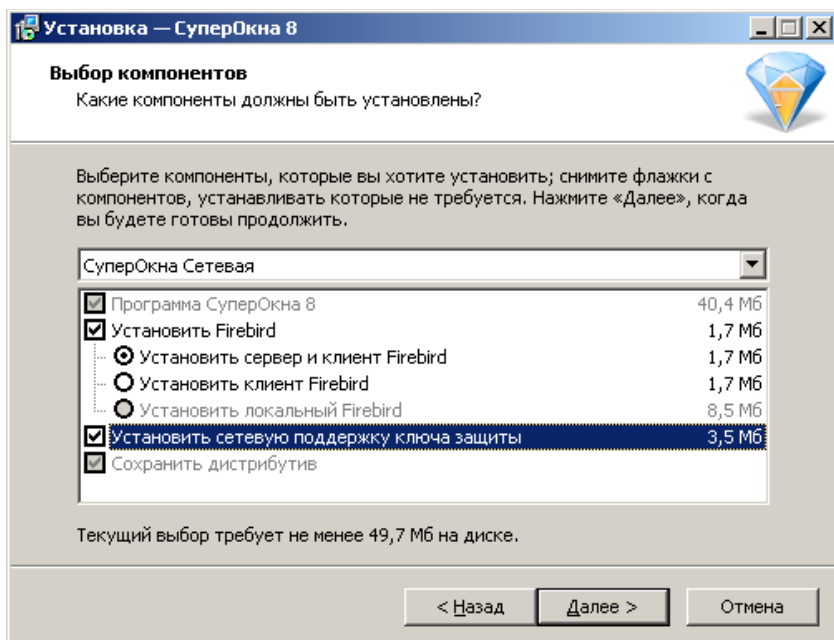 Установка — СуперОкна 8
Выбор компонентов
Какие компоненты должны быть установлены?
Выберите компоненты, которые вы хотите установить; снимите флажки с
компонентов, устанавливать которые не требуется. Нажмите «Далее», когда
вы будете готовы продолжить.
СуперОкна Сетевая
Программа СуперОкна 8 40,4 Мб
Установить Firebird 1,7 Мб
Установить сервер и клиент Firebird 1,7 Мб
Установить клиент Firebird 1,7 Мб
Установить локальный Firebird 8,5 Мб
Установить сетевую поддержку ключа защиты 3,5 Мб
Сохранить дистрибутив
Текущий выбор требует не менее 49,7 Мб на диске.
< Назад Далее > Отмена